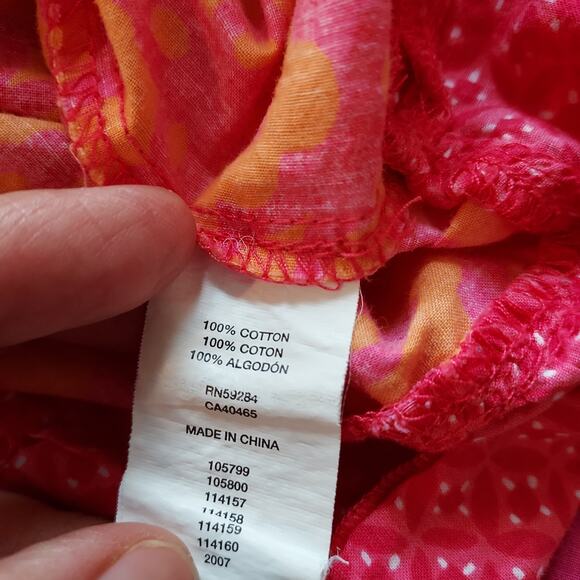 100% COTTON
100% COTON
100% ALGODÓN
RN59284
CA40465
MADE IN CHINA
105799
105800
114157
114158
114159
114160
2007